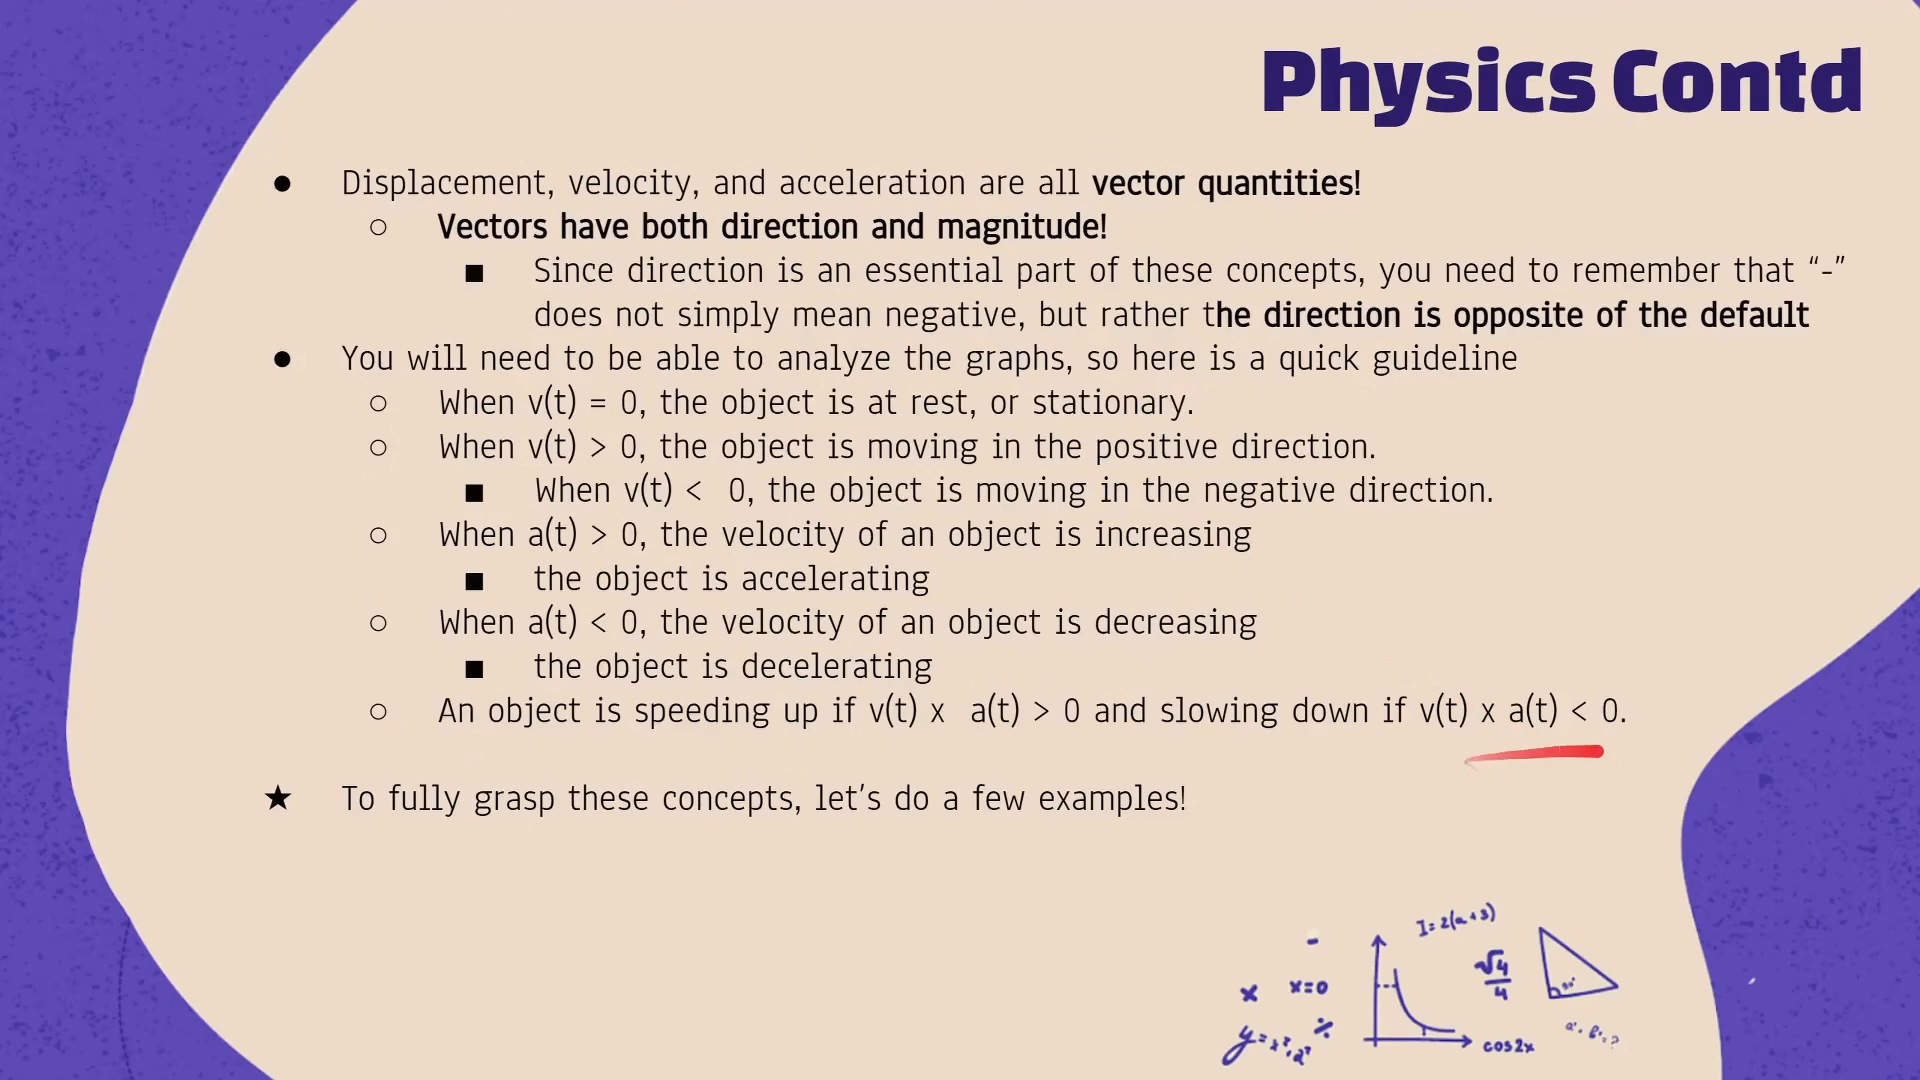 Physics Contd
● Displacement, velocity, and acceleration are all vector quantities!
○ Vectors have both direction and magnitude!
■ Since direction is an essential part of these concepts, you need to remember that “-”
does not simply mean negative, but rather the direction is opposite of the default
● You will need to be able to analyze the graphs, so here is a quick guideline
○ When v(t) = 0, the object is at rest, or stationary.
○ When v(t) > 0, the object is moving in the positive direction.
■ When v(t) < 0, the object is moving in the negative direction.
○ When a(t) > 0, the velocity of an object is increasing
■ the object is accelerating
○ When a(t) < 0, the velocity of an object is decreasing
■ the object is decelerating
○ An object is speeding up if v(t) x a(t) > 0 and slowing down if v(t) x a(t) < 0.
★ To fully grasp these concepts, let’s do a few examples!
I=2(a+3)
-
√4
4
x x=0
÷
cos2x